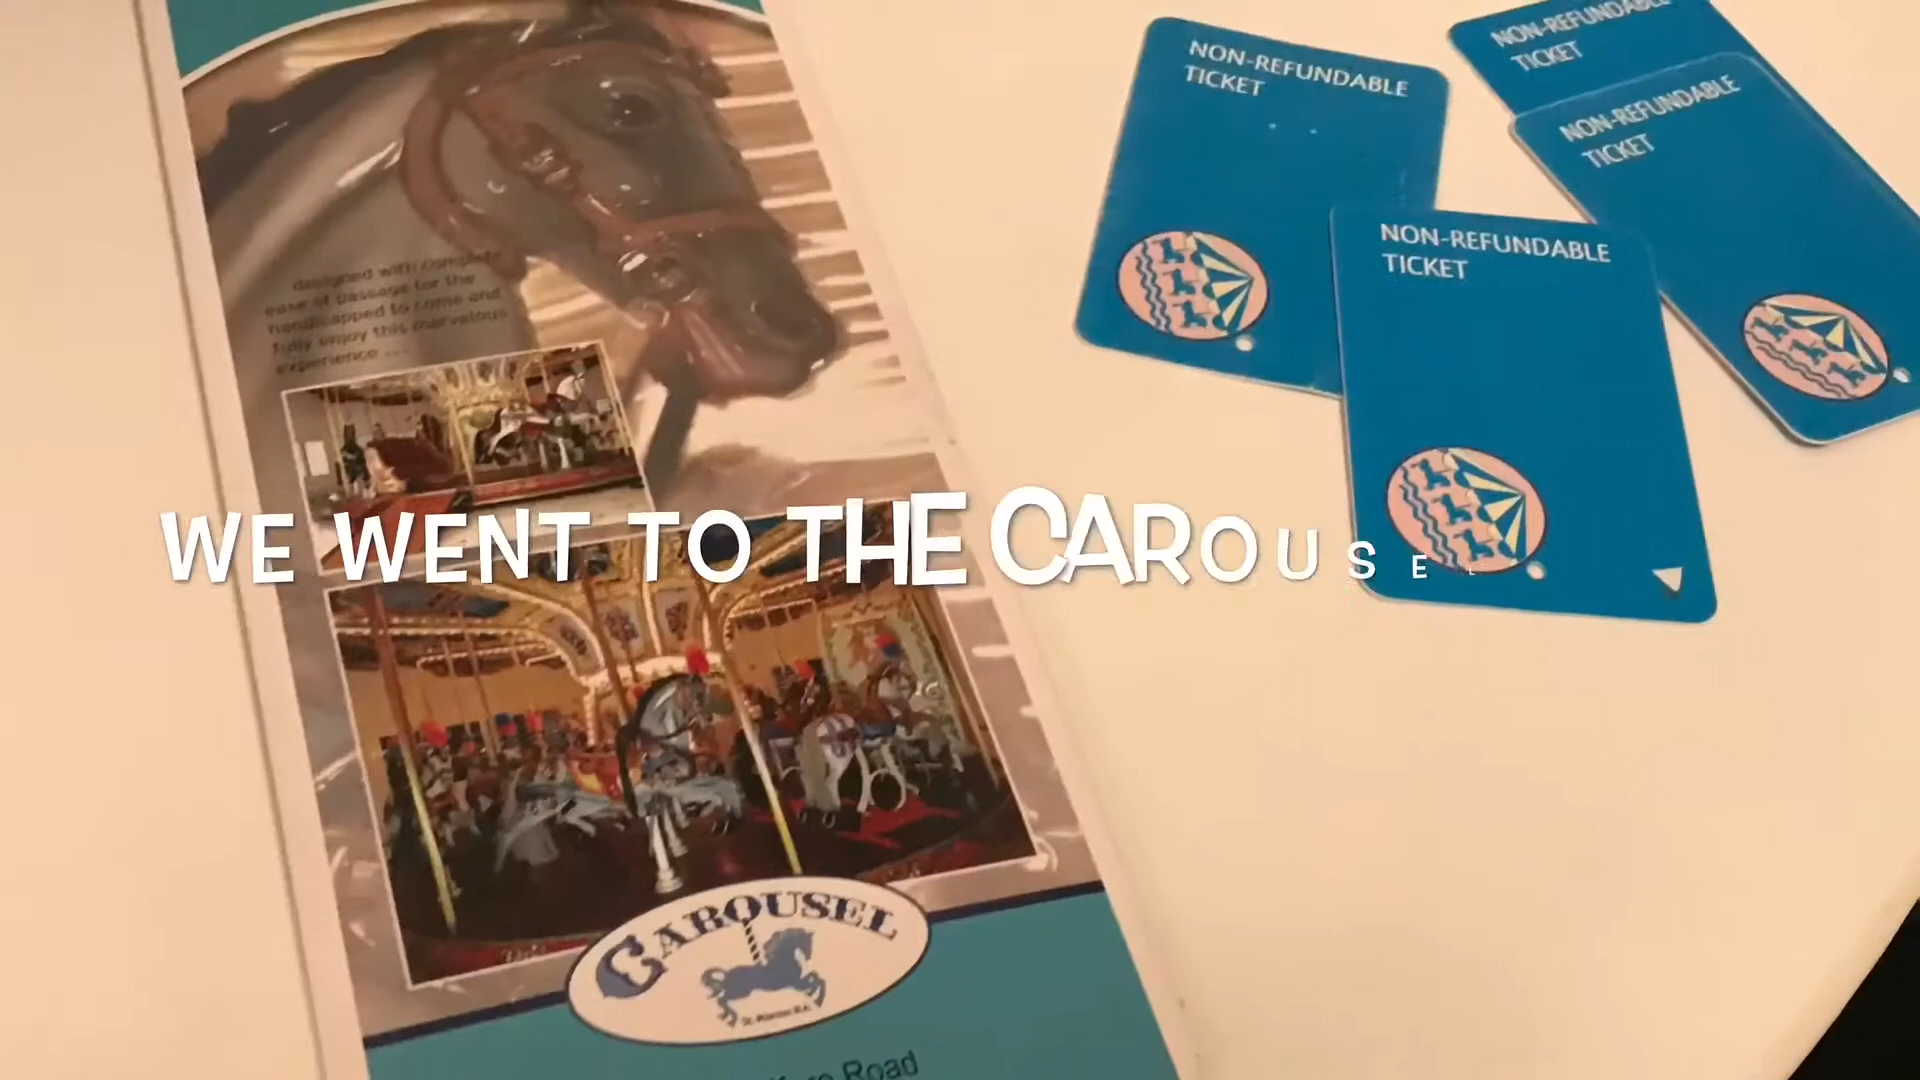 NON-REFUNDABLE
TICKET
NON-REFUNDABLE
TICKET
NON-REFUNDABLE
TICKET
NON-REFUNDABLE
TICKET
designed with complete
ease of passage for the
handicapped to come and
fully enjoy this marvelous
experience ...
WE WENT TO THE CAROUSEL
CAROUSEL
Road